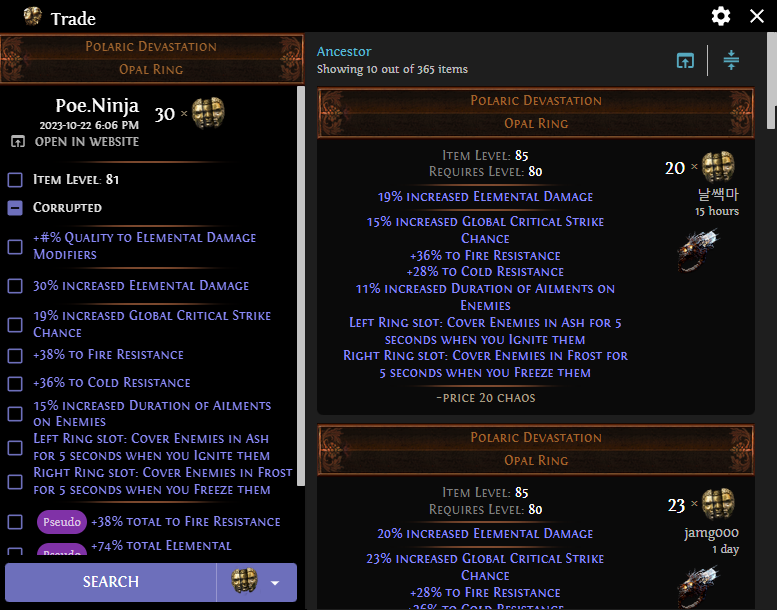 Trade
Polaric Devastation
Opal Ring
Poe.Ninja
30 ×
2023-10-22 6:06 PM
Open in Website
Item Level: 81
Corrupted
+#% Quality to Elemental Damage
Modifiers
30% increased Elemental Damage
19% increased Global Critical Strike
Chance
+38% to Fire Resistance
+36% to Cold Resistance
15% increased Duration of Ailments
on Enemies
Left Ring slot: Cover Enemies in Ash
for 5 seconds when you Ignite them
Right Ring slot: Cover Enemies in Frost
for 5 seconds when you Freeze them
Pseudo +38% total to Fire Resistance
Pseudo +74% total Elemental
SEARCH
Ancestor
Showing 10 out of 365 items
Polaric Devastation
Opal Ring
Item Level: 85
Requires Level: 80
20 ×
날쌕마
15 hours
19% increased Elemental Damage
15% increased Global Critical Strike
Chance
+36% to Fire Resistance
+28% to Cold Resistance
11% increased Duration of Ailments on
Enemies
Left Ring slot: Cover Enemies in Ash for 5
seconds when you Ignite them
Right Ring slot: Cover Enemies in Frost for
5 seconds when you Freeze them
~price 20 chaos
Polaric Devastation
Opal Ring
Item Level: 85
Requires Level: 80
23 ×
jamg000
1 day
20% increased Elemental Damage
23% increased Global Critical Strike
Chance
+28% to Fire Resistance
+26% to Cold Resistance